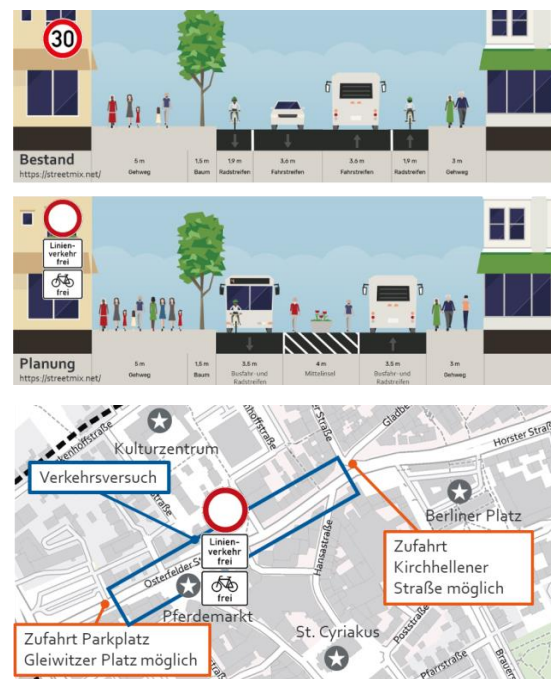 30
Bestand
https://streetmix.net/
5 m
Gehweg
1,5 m
Baum
1,9 m
Radstreifen
3.6 m
Fahrstreifen
3.6 m
Fahrstreifen
1,9 m
Radstreifen
3 m
Gehweg
Linien-
verkehr
frei
frei
Planung
https://streetmix.net/
5 m
Gehweg
1,5 m
Baum
3,5 m
Busfahr- und
Radstreifen
4 m
Mittelinsel
3,5 m
Busfahr- und
Radstreifen
3 m
Gehweg
Kulturzentrum
Gladbe
Horster Straß
Verkehrsversuch
Linien-
verkehr
frei
frei
Berliner Platz
Osterfelder St
Hansastraße
Zufahrt
Kirchhellener
Straße möglich
Pferdemarkt
Zufahrt Parkplatz
Gleiwitzer Platz möglich
St. Cyriakus
Poststraße
Pfarrstraße
Brauer